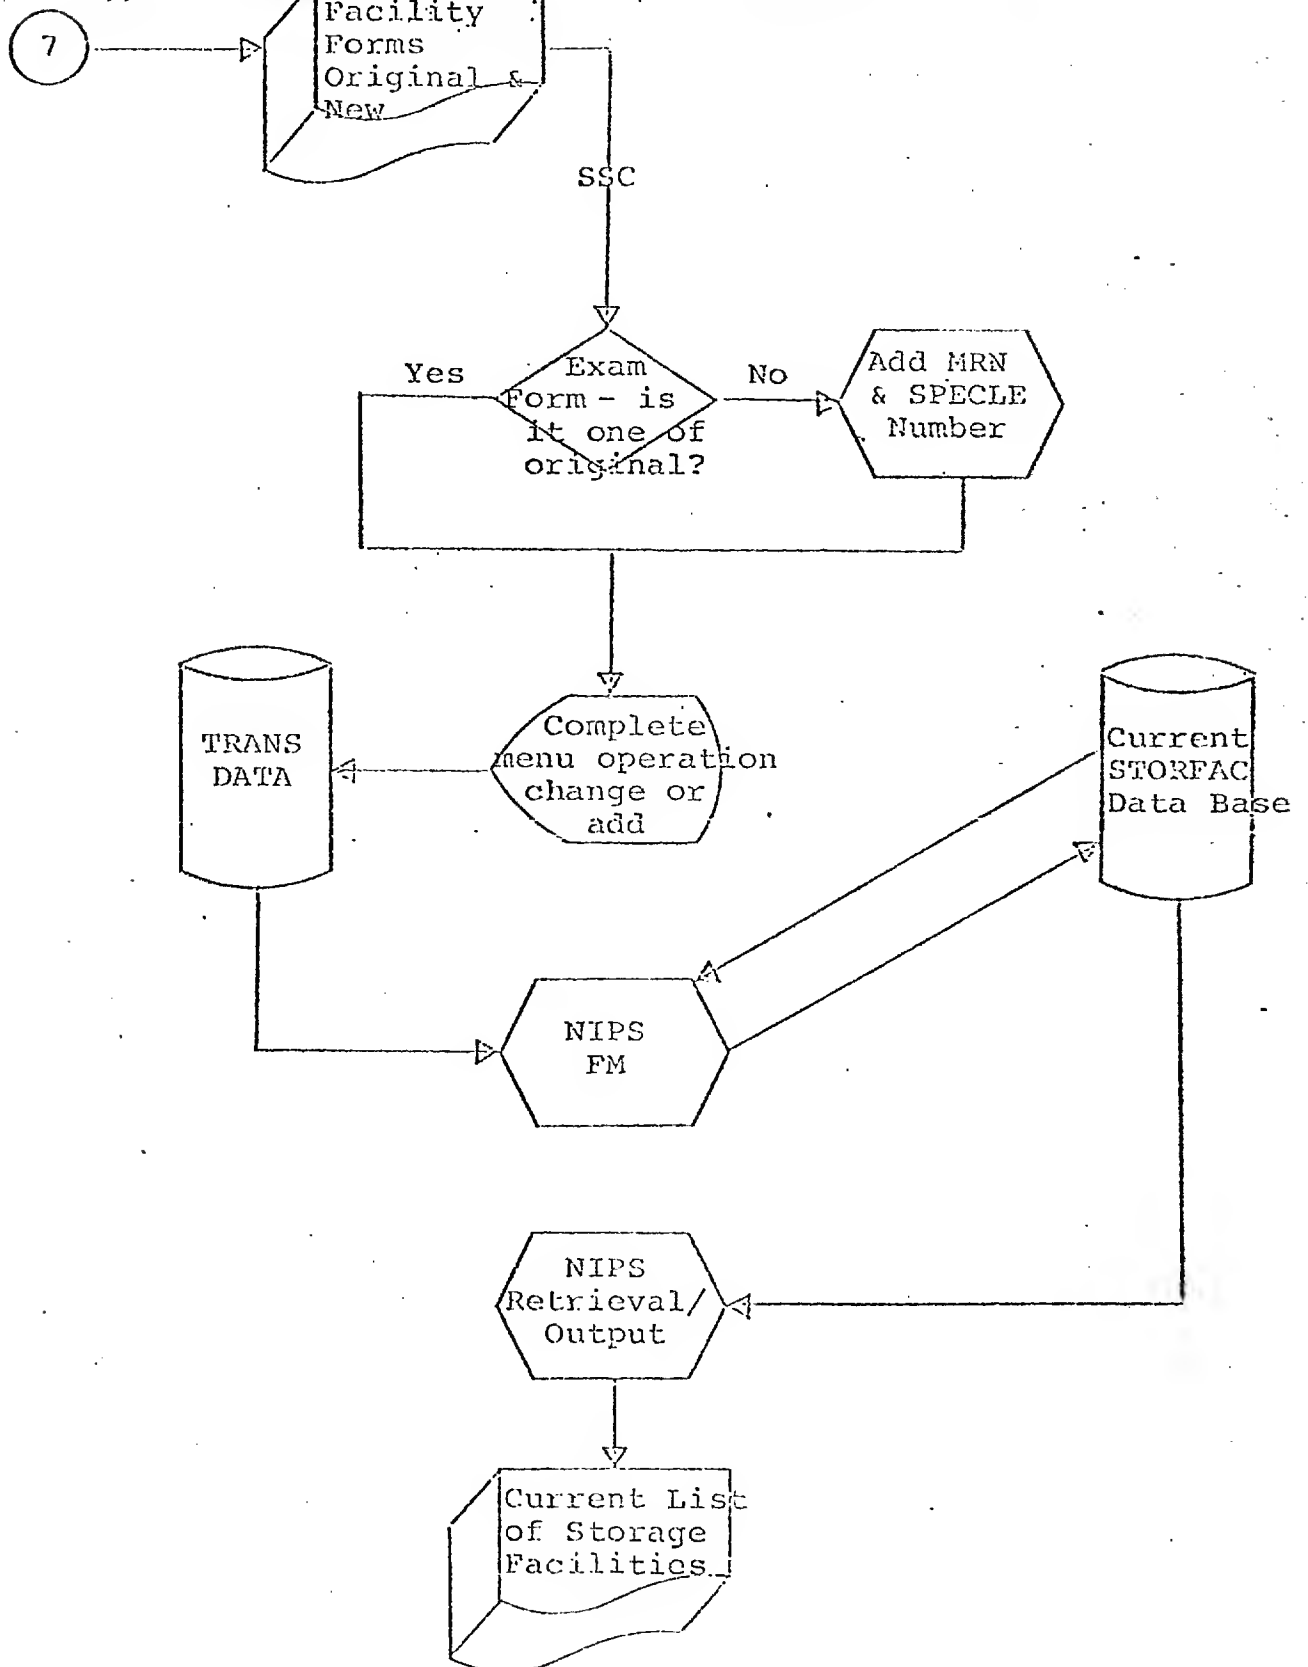 Facility
7
Forms
Original &
New
SSC
Yes
Exam
Form - is
it one of
original?
No
Add MRN
& SPECLE
Number
TRANS
DATA
Complete
menu operation
change or
add
Current
STORFAC
Data Base
NIPS
FM
NIPS
Retrieval/
Output
Current List
of Storage
Facilities